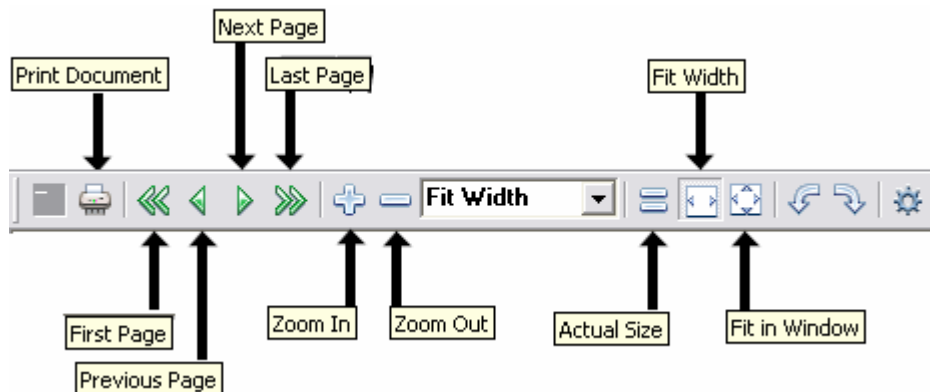 Next Page
Print Document
Last Page
Fit Width
Fit Width
First Page
Zoom In
Zoom Out
Actual Size
Fit in Window
Previous Page